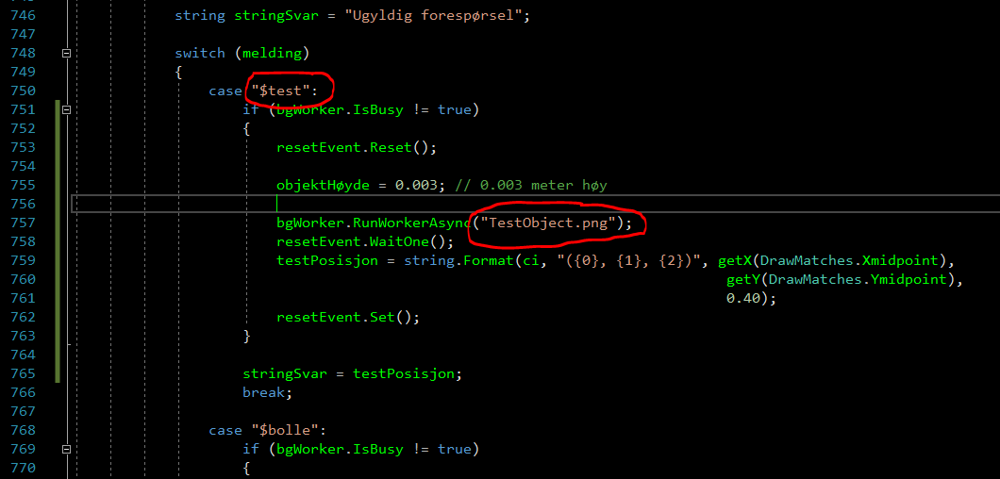 746 string stringSvar = "Ugyldig forespørsel";
747
748 switch (melding)
749 {
750 case "$test":
751 if (bgWorker.IsBusy != true)
752 {
753 resetEvent.Reset();
754
755 objektHøyde = 0.003; // 0.003 meter høy
756
757 bgWorker.RunWorkerAsync("TestObject.png");
758 resetEvent.WaitOne();
759 testPosisjon = string.Format(ci, "({0}, {1}, {2})", getX(DrawMatches.Xmidpoint),
760 getY(DrawMatches.Ymidpoint),
761 0.40);
762 resetEvent.Set();
763 }
764
765 stringSvar = testPosisjon;
766 break;
767
768 case "$bolle":
769 if (bgWorker.IsBusy != true)
770 {